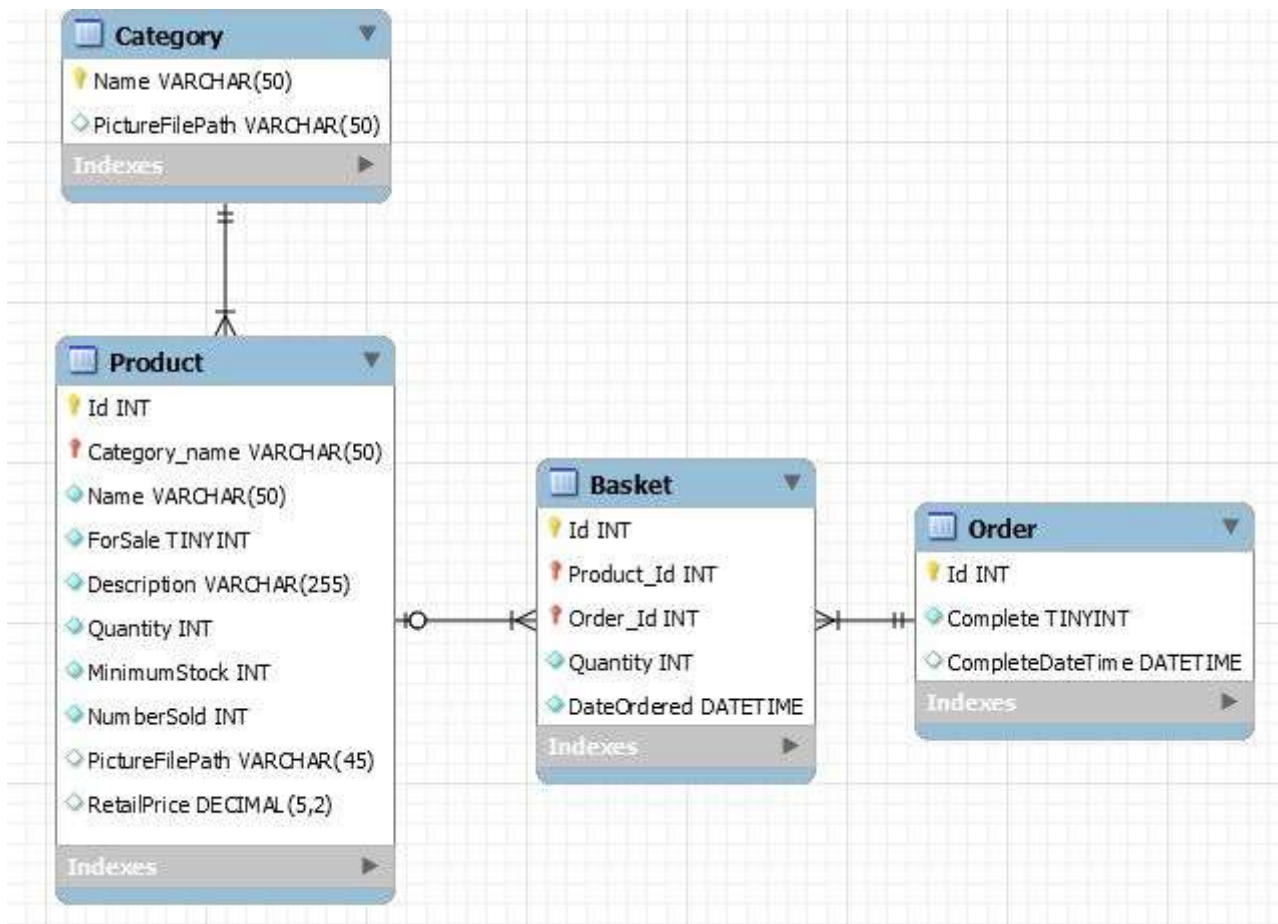 Category
Name VARCHAR(50)
PictureFilePath VARCHAR(50)
Indexes
Product
Id INT
Category_name VARCHAR(50)
Name VARCHAR(50)
ForSale TINYINT
Description VARCHAR(255)
Quantity INT
MinimumStock INT
NumberSold INT
PictureFilePath VARCHAR(45)
RetailPrice DECIMAL(5,2)
Indexes
Basket
Id INT
Product_Id INT
Order_Id INT
Quantity INT
DateOrdered DATETIME
Indexes
Order
Id INT
Complete TINYINT
CompleteDateTime DATETIME
Indexes